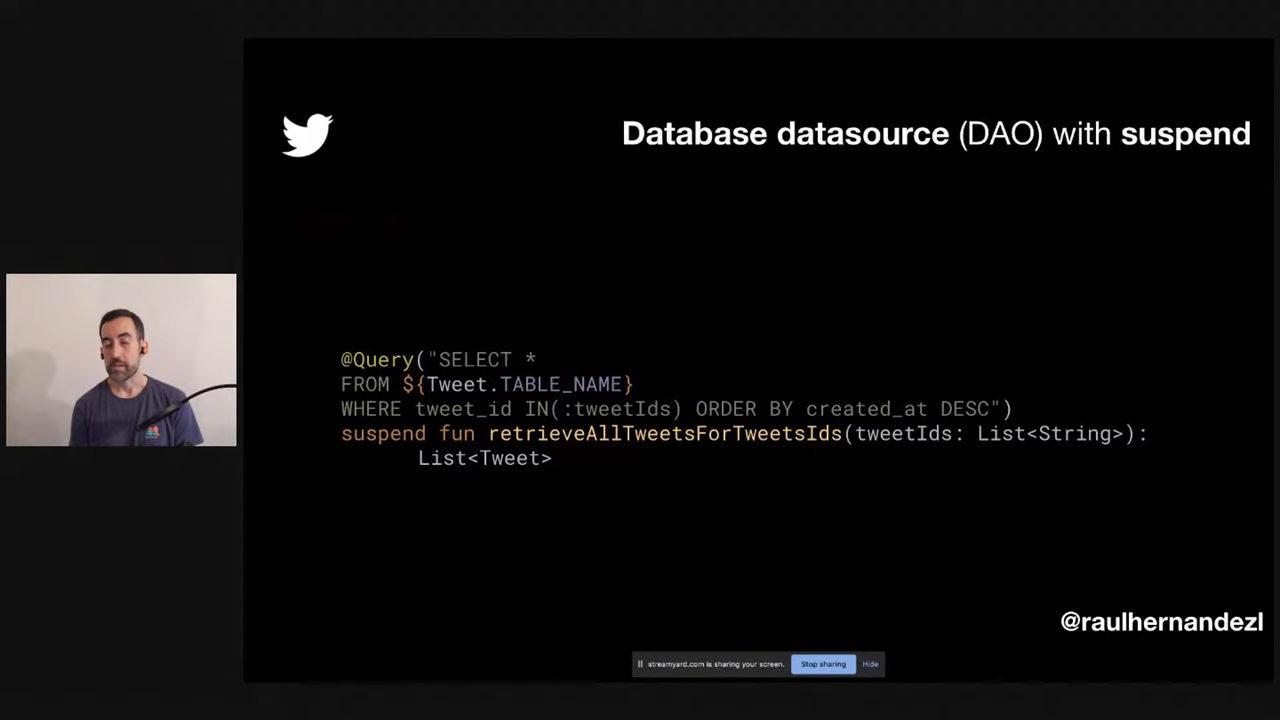 Database datasource (DAO) with suspend
@Query("SELECT *
FROM ${Tweet.TABLE_NAME}
WHERE tweet_id IN(:tweetIds) ORDER BY created_at DESC")
suspend fun retrieveAllTweetsForTweetsIds(tweetIds: List<String>):
List<Tweet>
@raulhernandezl
streamyard.com is sharing your screen. Stop sharing Hide